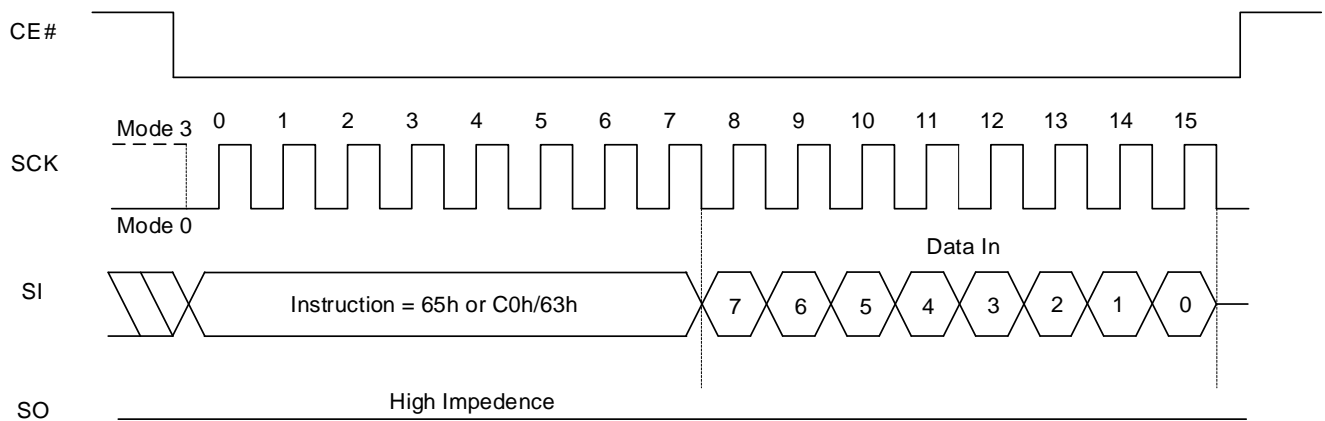 CE#
0 1 2 3 4 5 6 7 8 9 10 11 12 13 14 15
Mode 3
SCK
Mode 0
Data In
SI
Instruction = 65h or C0h/63h
7 6 5 4 3 2 1 0
High Impedence
SO